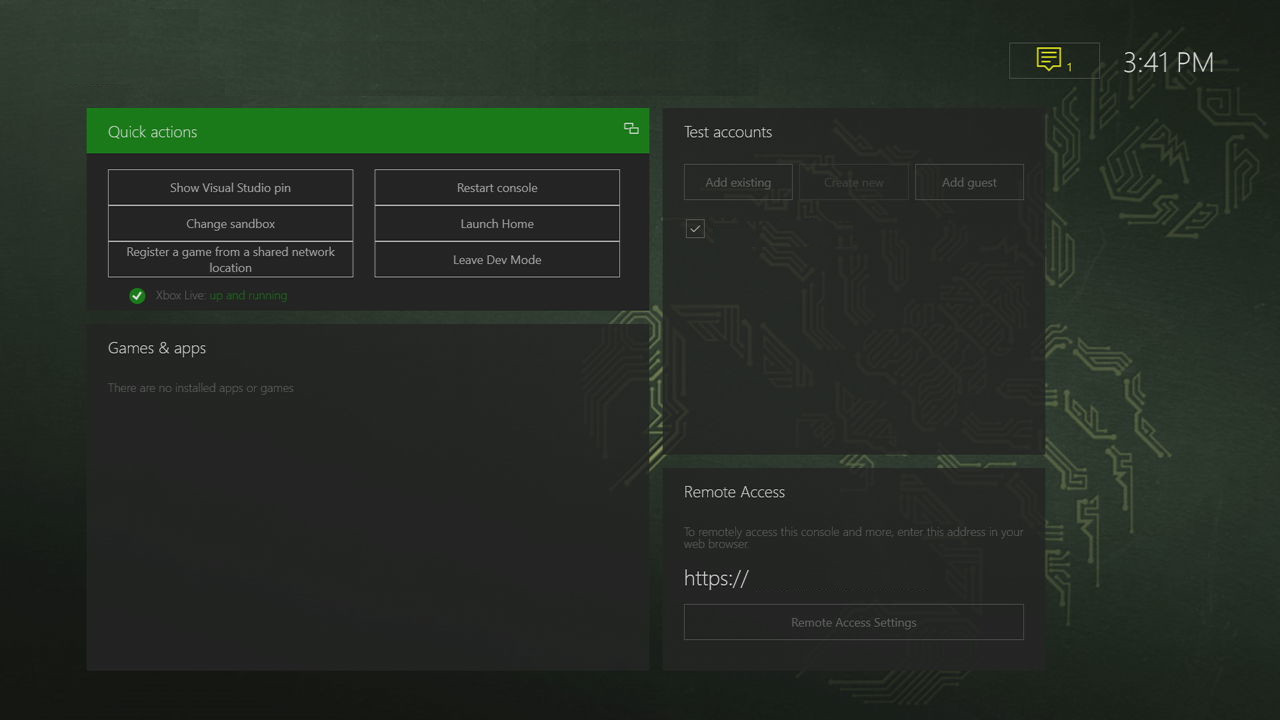 1
3:41 PM
Quick actions
Show Visual Studio pin
Restart console
Change sandbox
Launch Home
Register a game from a shared network
location
Leave Dev Mode
Xbox Live: up and running
Games & apps
There are no installed apps or games
Test accounts
Add existing
Create new
Add guest
Remote Access
To remotely access this console and more, enter this address in your
web browser.
https://
Remote Access Settings